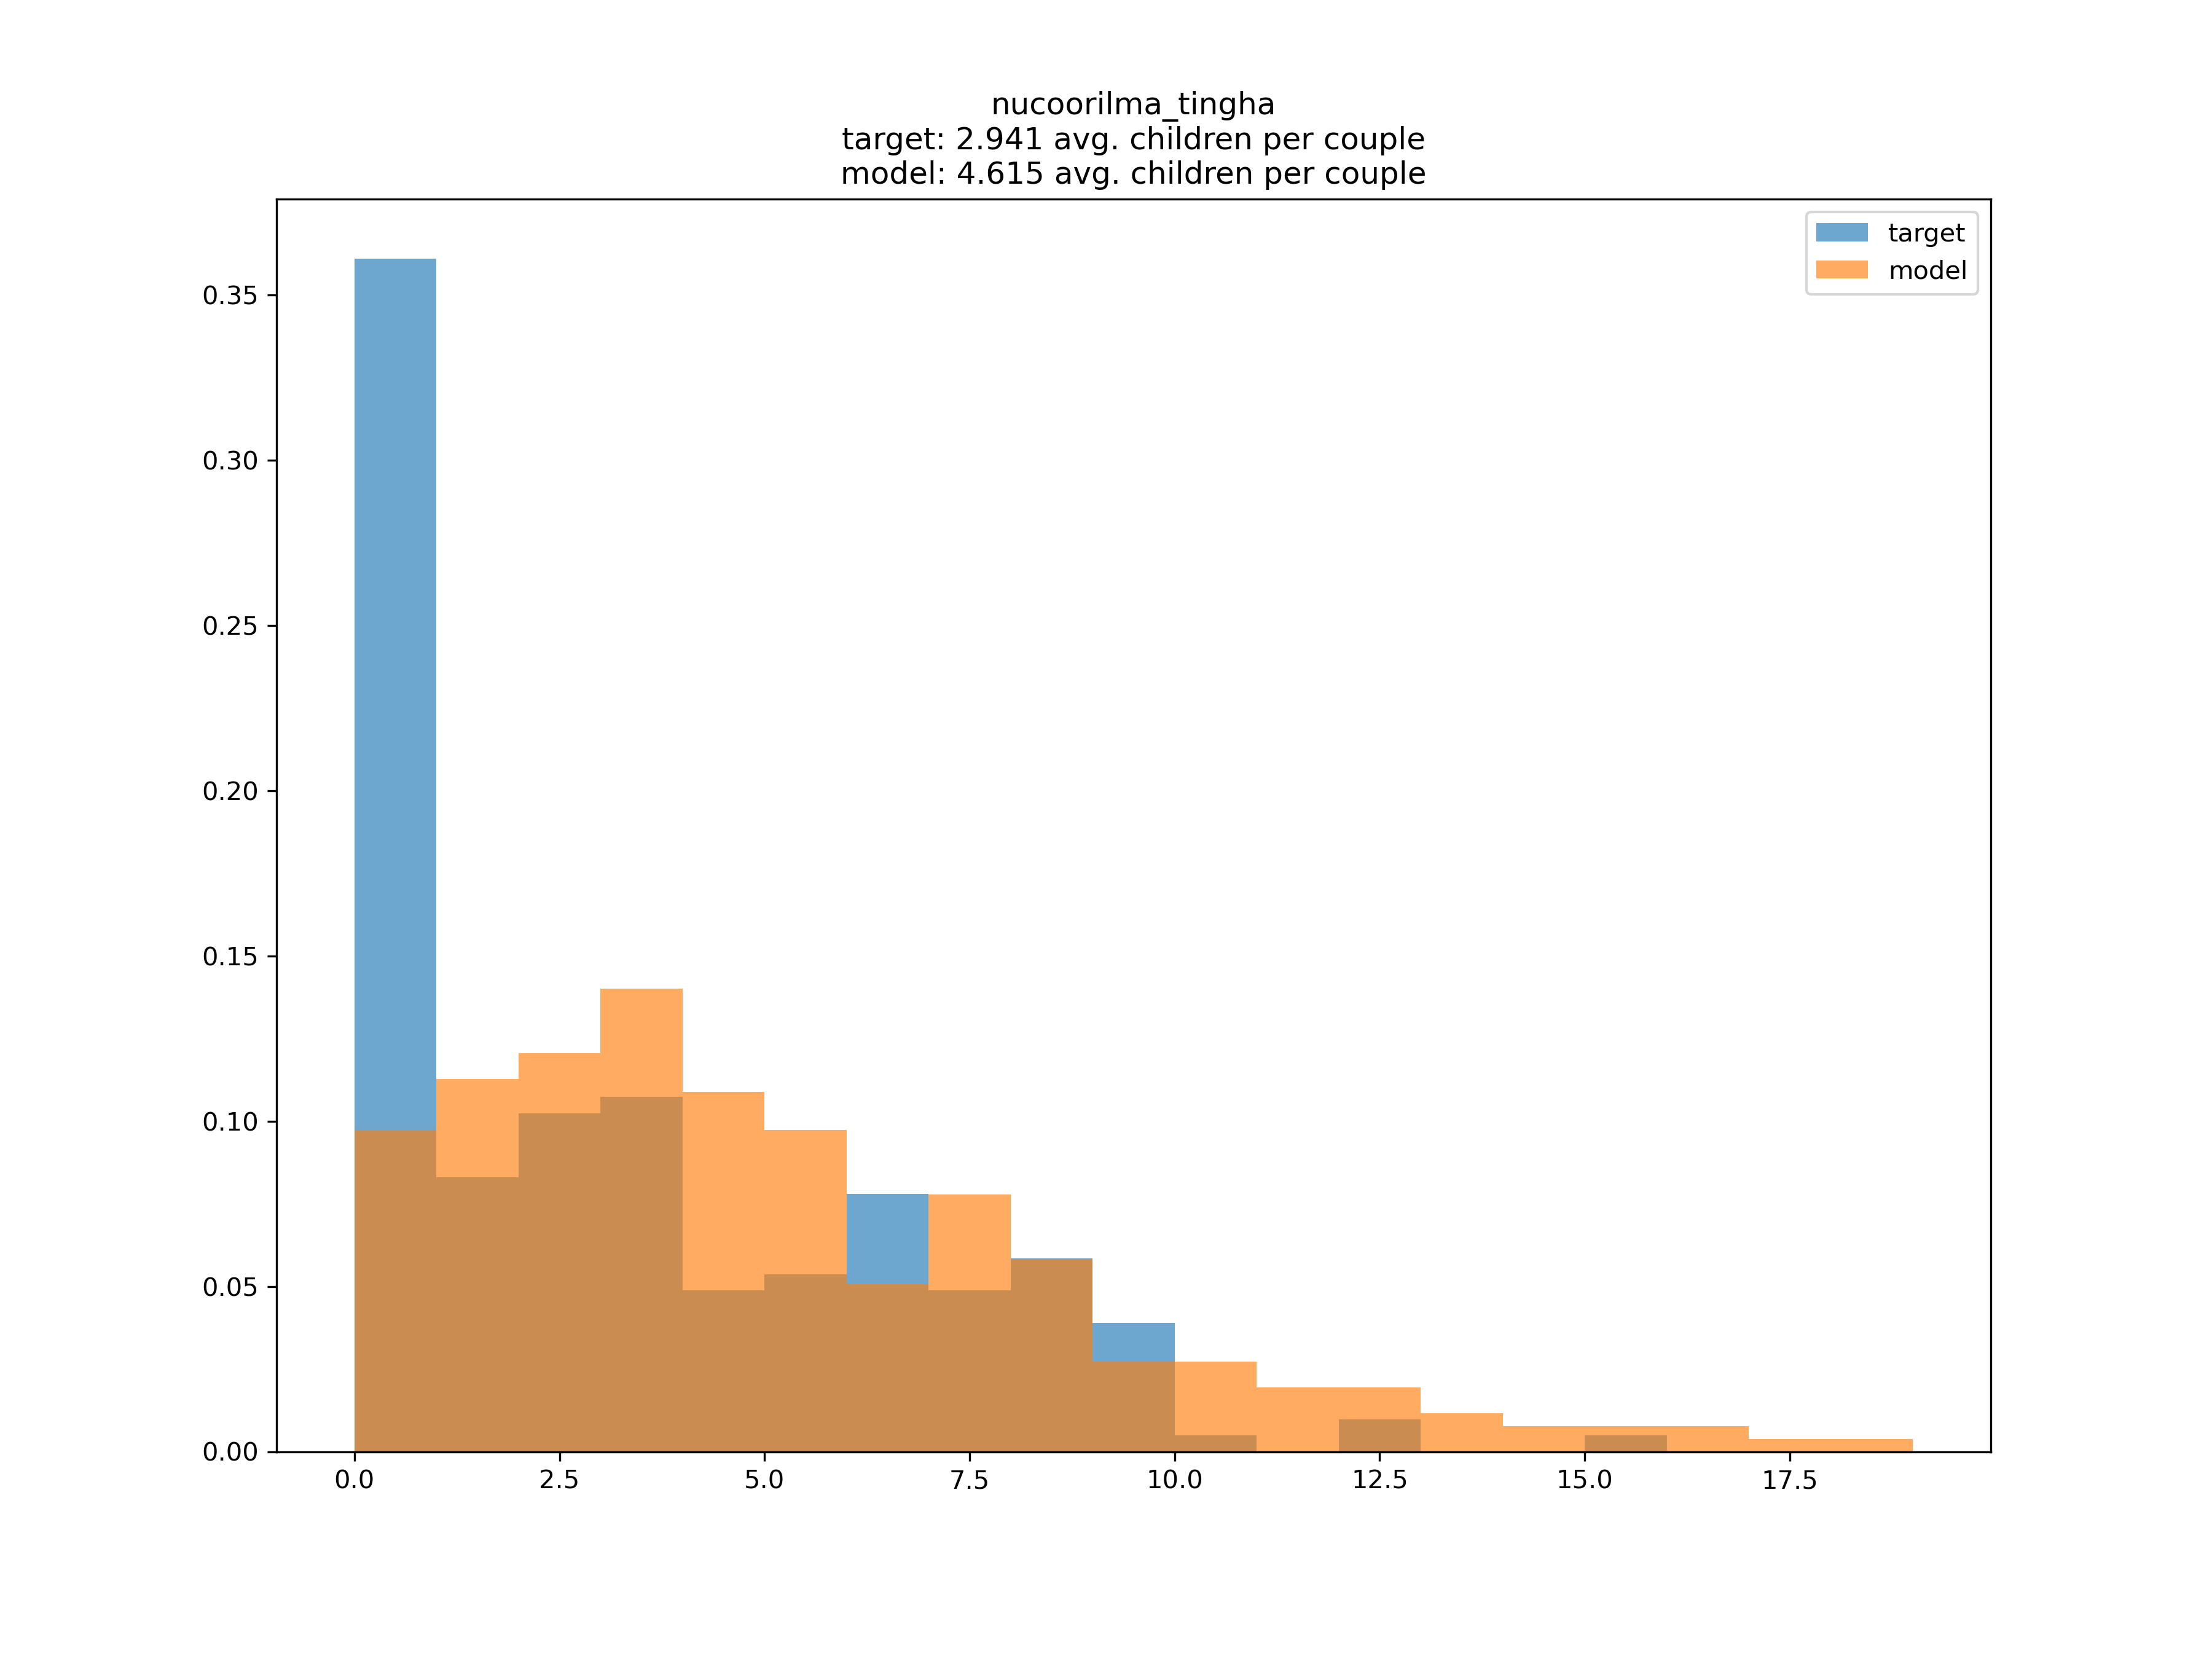 nucoorilma_tingha
target: 2.941 avg. children per couple
model: 4.615 avg. children per couple
target
model
0.35
0.30
0.25
0.20
0.15
0.10
0.05
0.00
0.0 2.5 5.0 7.5 10.0 12.5 15.0 17.5